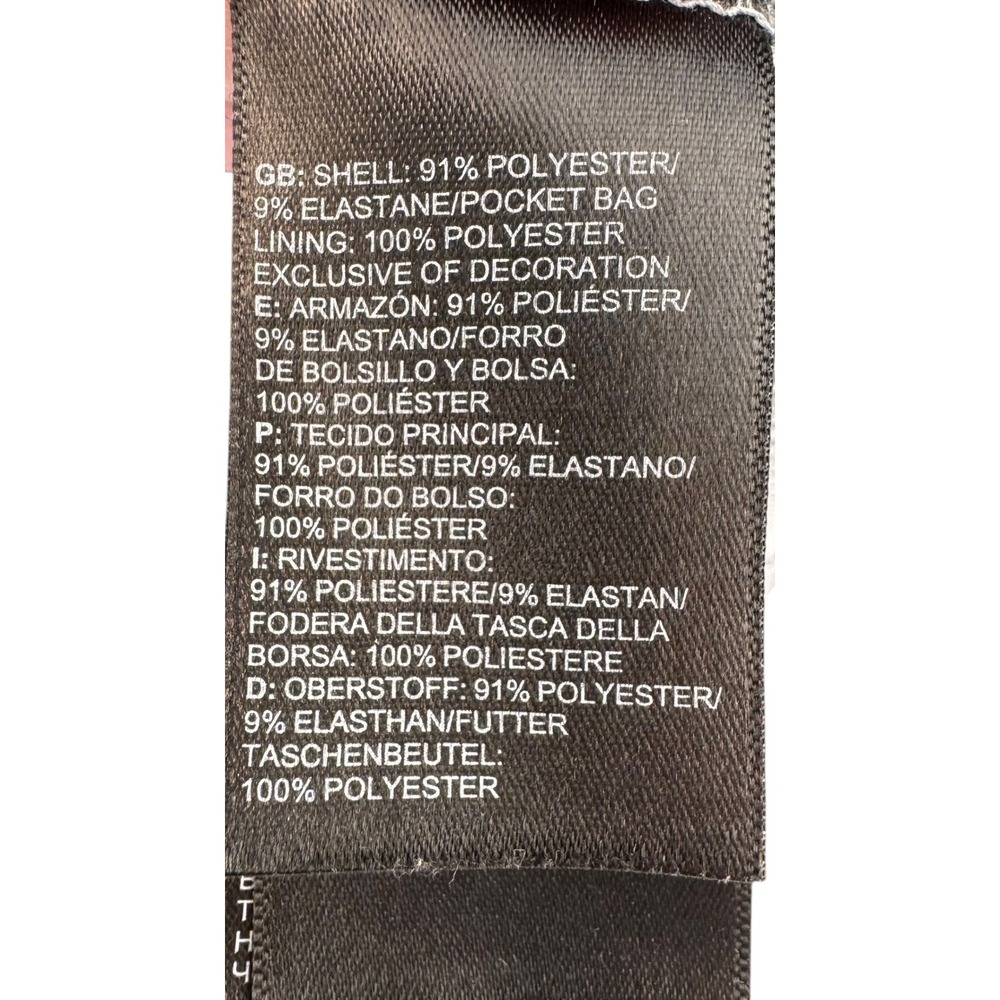 GB: SHELL: 91% POLYESTER/
9% ELASTANE/POCKET BAG
LINING: 100% POLYESTER
EXCLUSIVE OF DECORATION
E: ARMAZÓN: 91% POLIÉSTER/
9% ELASTANO/FORRO
DE BOLSILLO Y BOLSA:
100% POLIÉSTER
P: TECIDO PRINCIPAL:
91% POLIÉSTER/9% ELASTANO/
FORRO DO BOLSO:
100% POLIÉSTER
I: RIVESTIMENTO:
91% POLIESTERE/9% ELASTAN/
FODERA DELLA TASCA DELLA
BORSA: 100% POLIESTERE
D: OBERSTOFF: 91% POLYESTER/
9% ELASTHAN/FUTTER
TASCHENBEUTEL:
100% POLYESTER
T
H